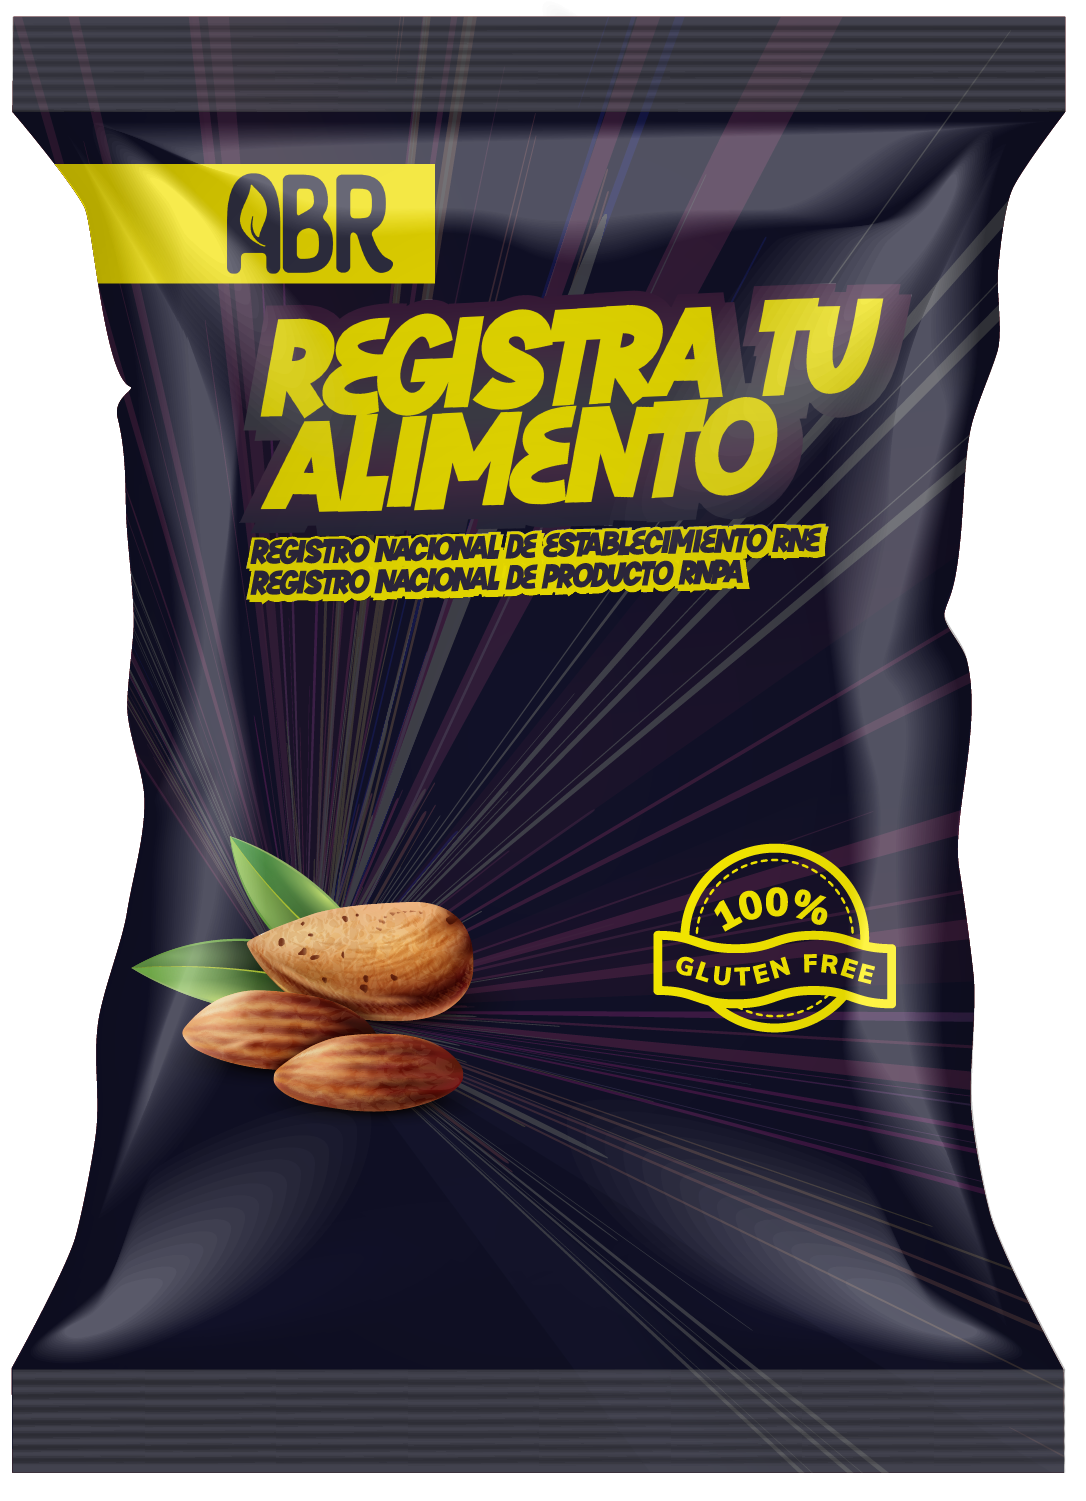 ABR
REGISTRA TU
ALIMENTO
REGISTRO NACIONAL DE ESTABLECIMIENTO RNE
REGISTRO NACIONAL DE PRODUCTO RNPA
100%
GLUTEN FREE